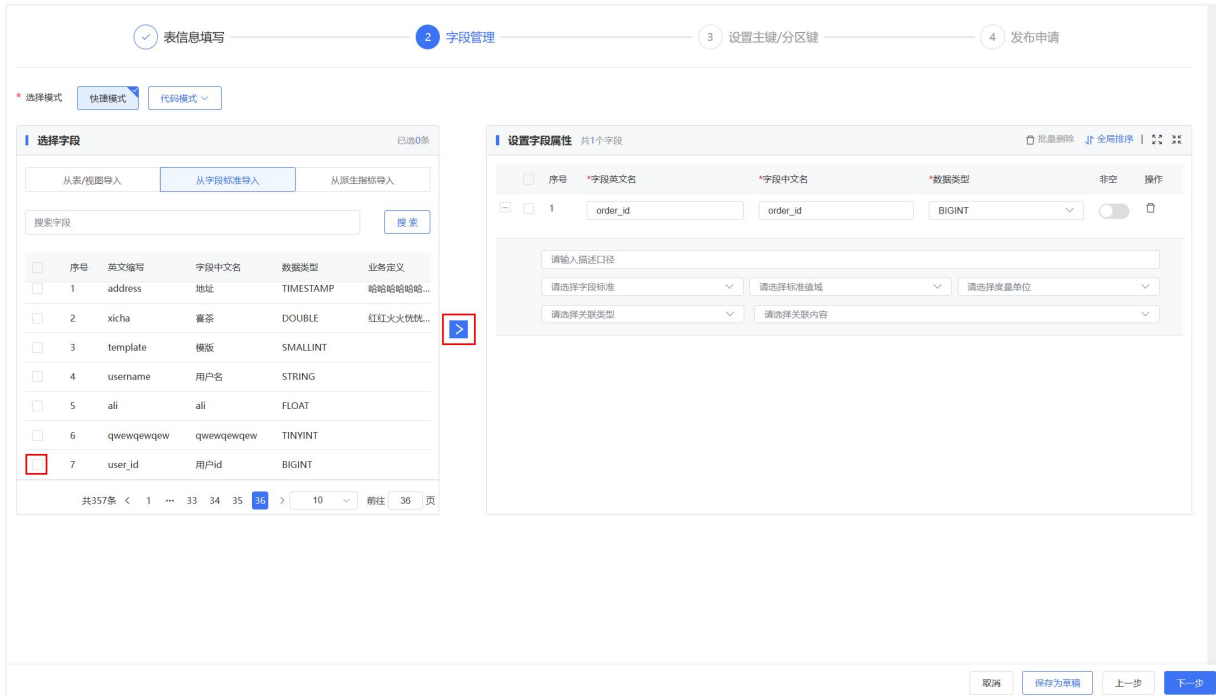 表信息填写 2 字段管理 3 设置主键/分区键 4 发布申请
* 选择模式 快捷模式 代码模式
选择字段 已选0条
从表/视图导入 从字段标准导入 从派生指标导入
搜索字段 搜索
序号 英文缩写 字段中文名 数据类型 业务定义
1 address 地址 TIMESTAMP 哈哈哈哈哈哈...
2 xicha 喜茶 DOUBLE 红红火火恍恍...
3 template 模版 SMALLINT
4 username 用户名 STRING
5 ali ali FLOAT
6 qwewqewqew qwewqewqew TINYINT
7 user_id 用户id BIGINT
共357条 < 1 ... 33 34 35 36 > 10 前往 36 页
>
设置字段属性 共1个字段 批量删除 全局排序
序号 *字段英文名 *字段中文名 *数据类型 非空 操作
1 order_id order_id BIGINT
请输入描述口径
请选择字段标准 请选择标准值域 请选择度量单位
请选择关联类型 请选择关联内容
取消 保存为草稿 上一步 下一步